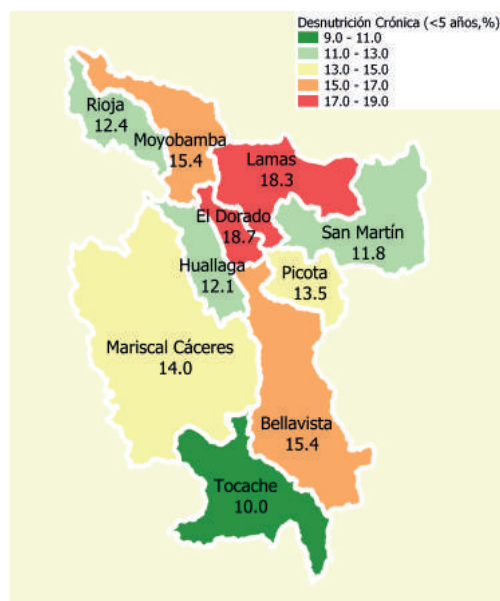 Desnutrición Crónica (<5 años,%)
9.0 - 11.0
11.0 - 13.0
13.0 - 15.0
15.0 - 17.0
17.0 - 19.0
Rioja
12.4
Moyobamba
15.4
Lamas
18.3
El Dorado
18.7
San Martín
11.8
Huallaga
12.1
Picota
13.5
Mariscal Cáceres
14.0
Bellavista
15.4
Tocache
10.0